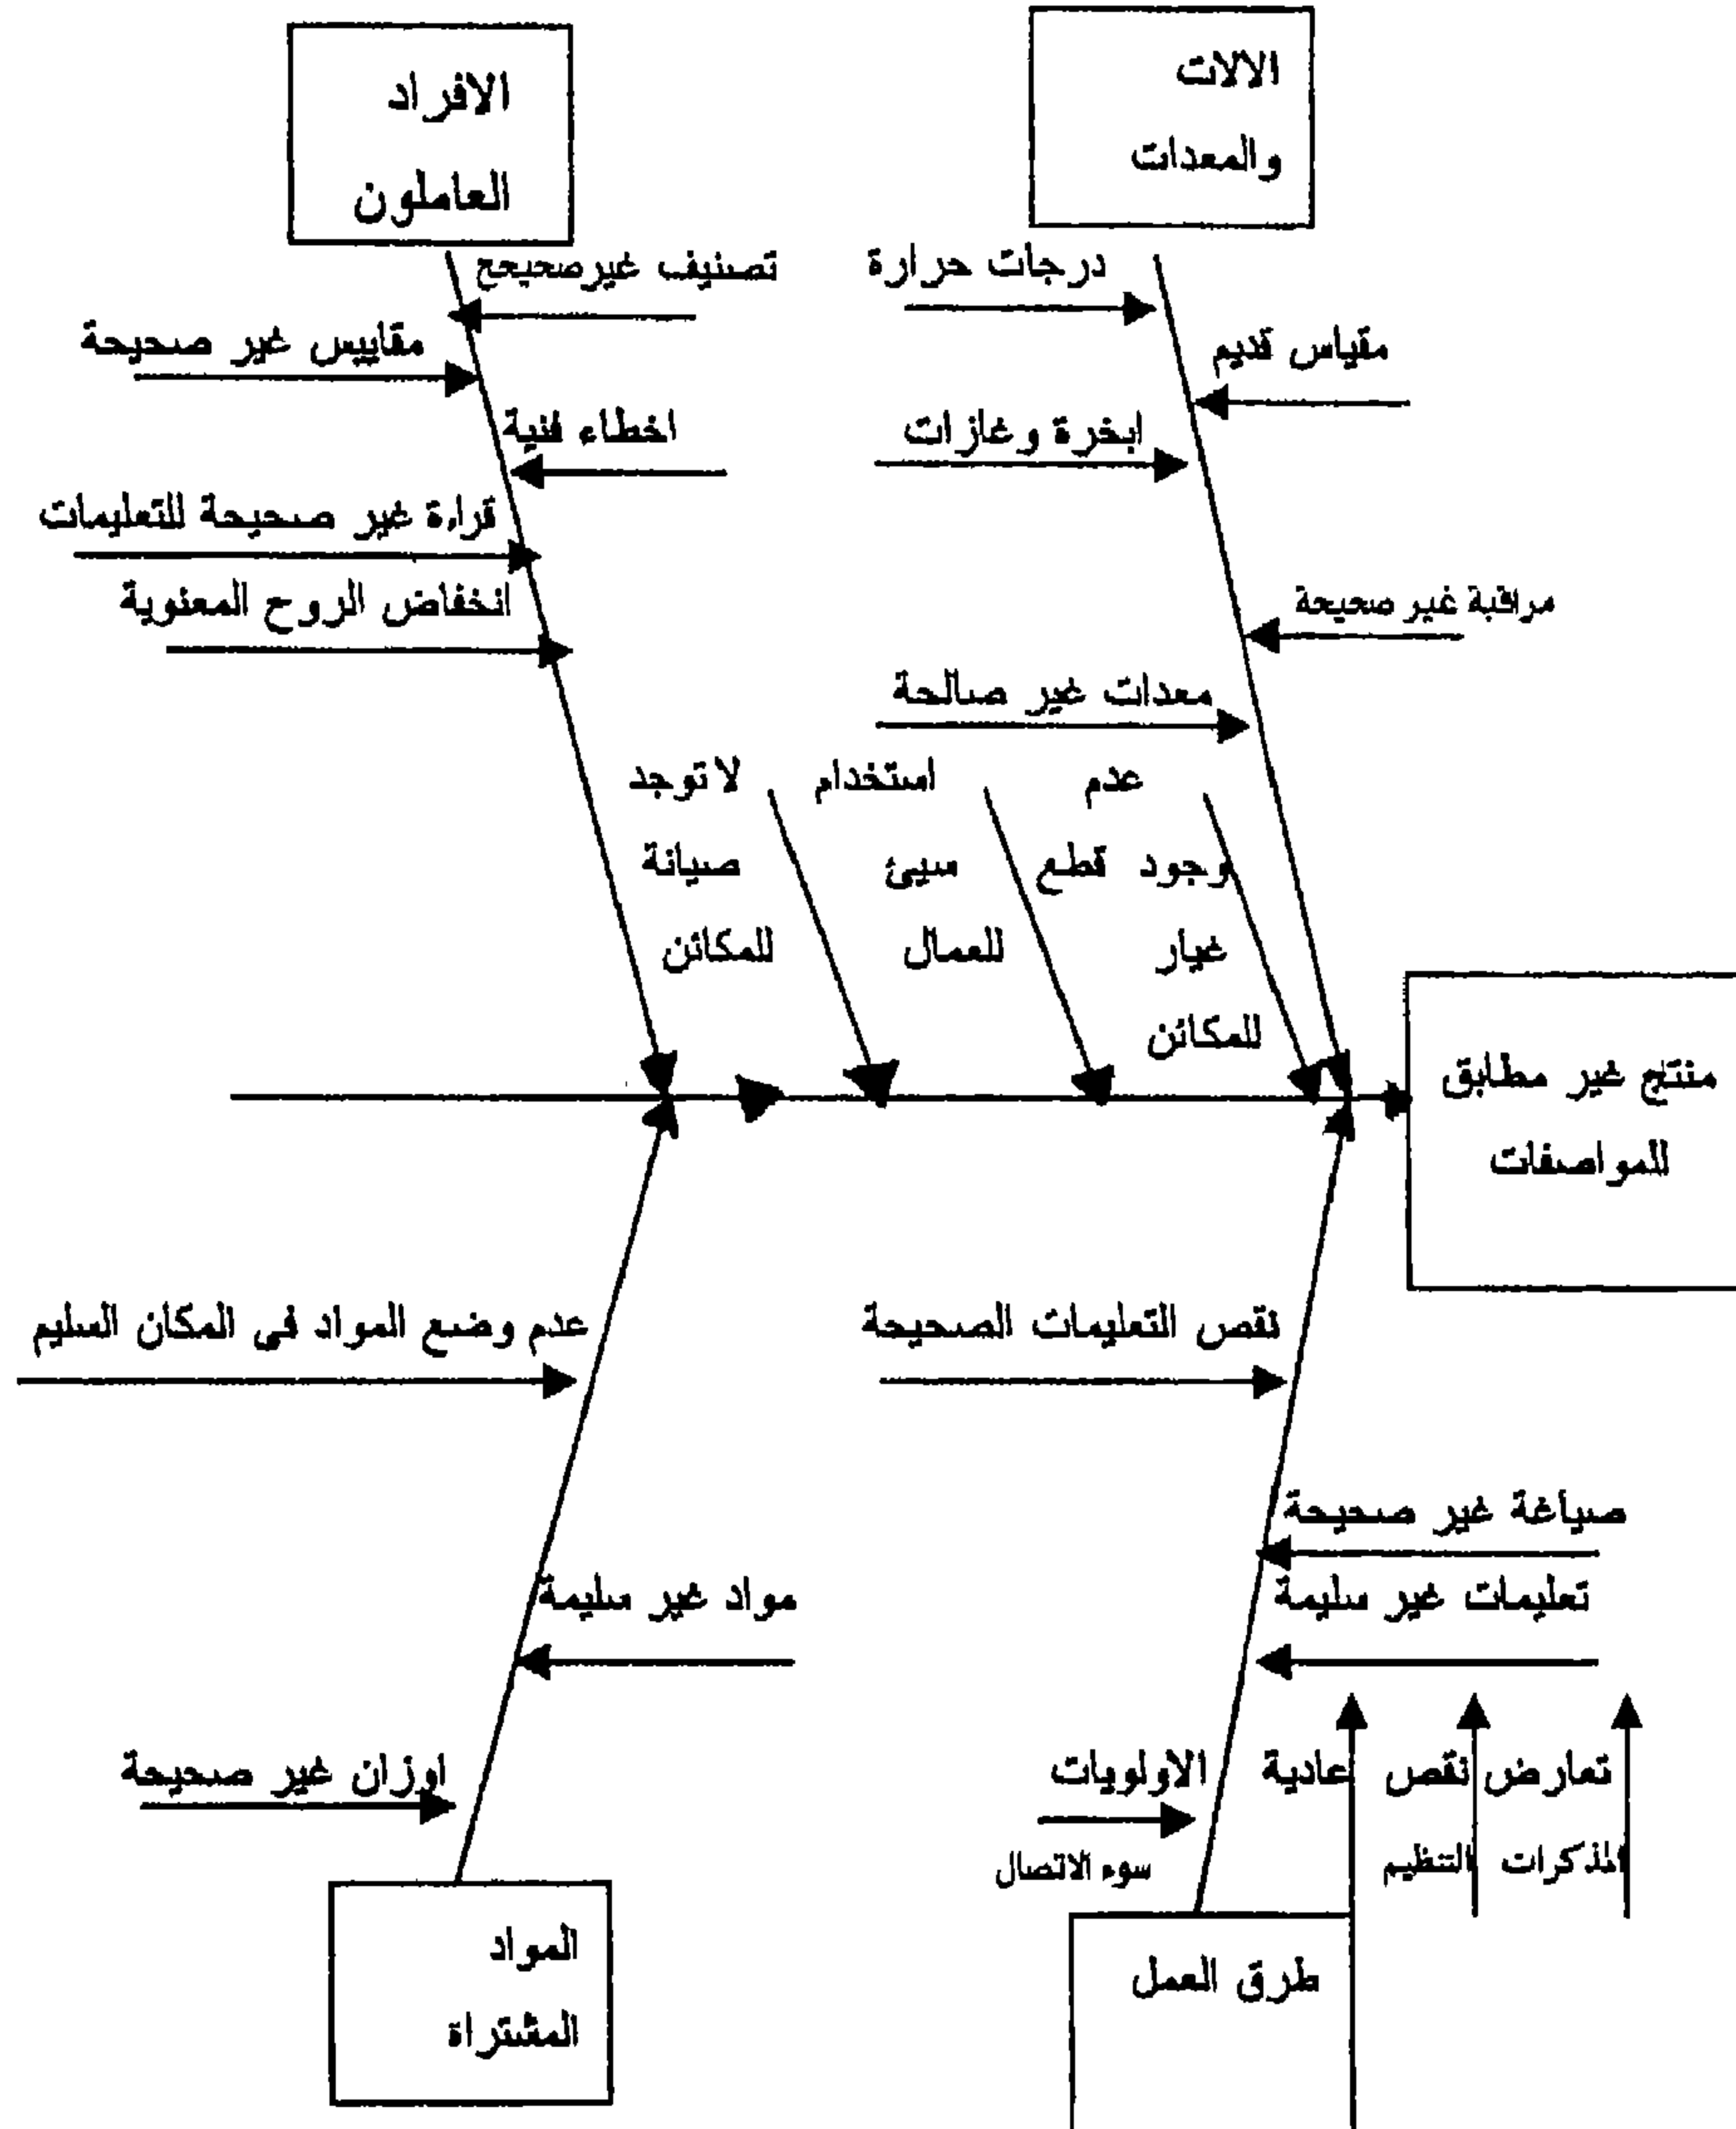 الالات
والمعدات
الافراد
العاملون
درجات حرارة
تصنيف غير صحيح
مقياس قديم
مقاييس غير صحيحة
ابخرة وغازات
اخطاء فنية
قراءة غير صحيحة للتعليمات
مراقبة غير صحيحة
انخفاض الروح المعنوية
معدات غير صالحة
عدم
وجود قطع
غيار
للمكائن
استخدام
سيئ
للعمال
لا توجد
صيانة
للمكائن
منتج غير مطابق
للمواصفات
نقص التعليمات الصحيحة
عدم وضع المواد في المكان السليم
صياغة غير صحيحة
تعليمات غير سليمة
مواد غير سليمة
تعارض
المذكرات
نقص
التنظيم
عادية
الاولويات
سوء الاتصال
اوزان غير صحيحة
طرق العمل
المواد
المشتراة